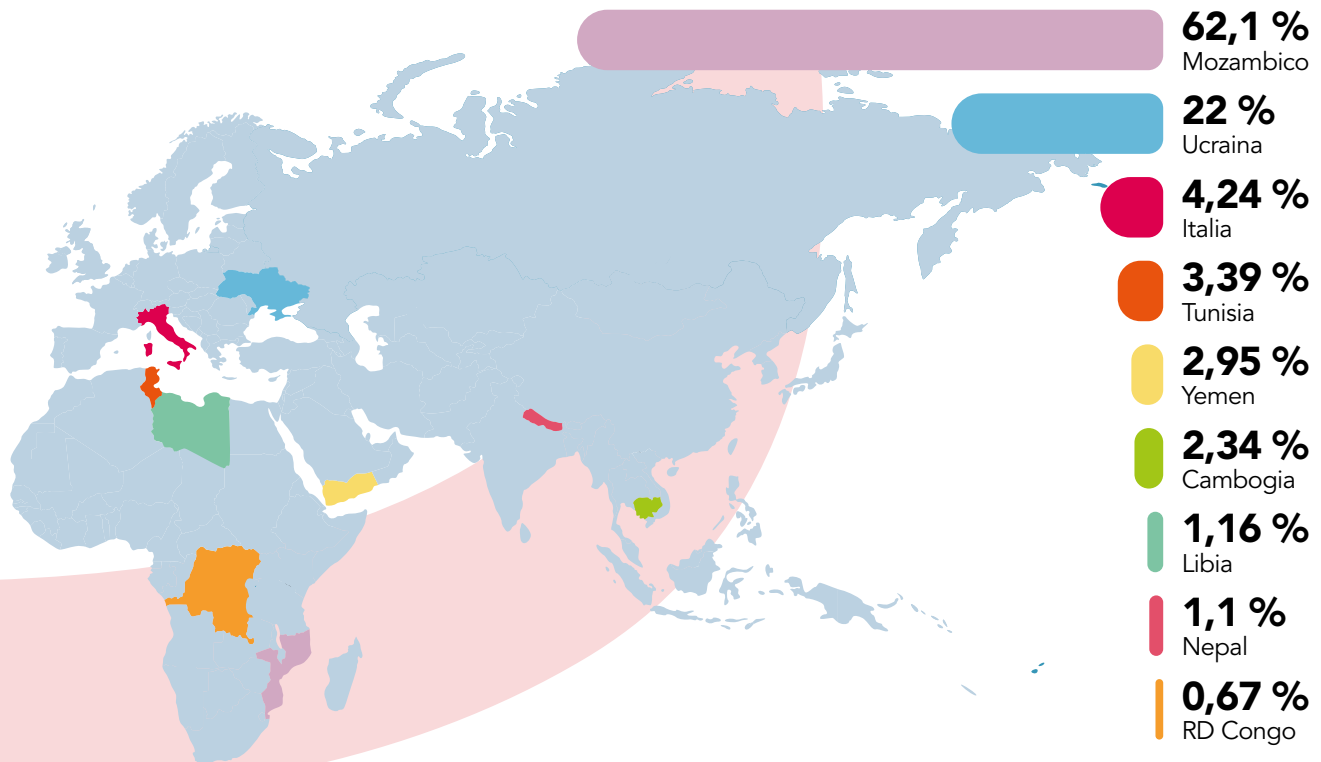 62,1 %
Mozambico
22 %
Ucraina
4,24 %
Italia
3,39 %
Tunisia
2,95 %
Yemen
2,34 %
Cambogia
1,16 %
Libia
1,1 %
Nepal
0,67 %
RD Congo